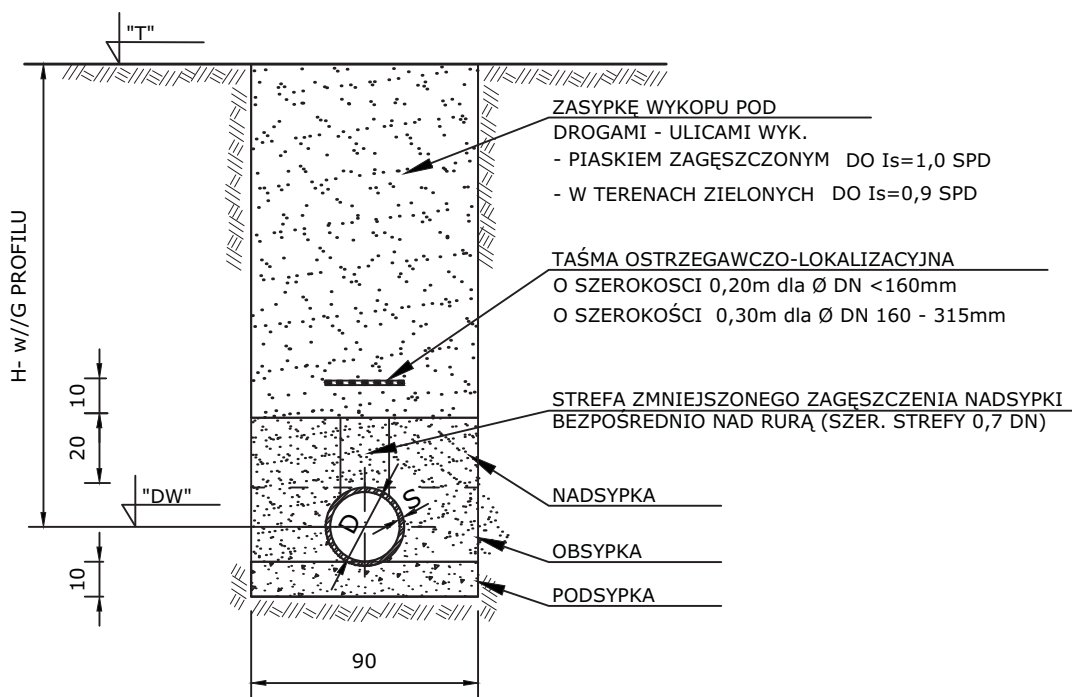 "T"
ZASYPKĘ WYKOPU POD
DROGAMI - ULICAMI WYK.
- PIASKIEM ZAGĘSZCZONYM DO Is=1,0 SPD
- W TERENACH ZIELONYCH DO Is=0,9 SPD
TAŚMA OSTRZEGAWCZO-LOKALIZACYJNA
O SZEROKOSCI 0,20m dla Ø DN <160mm
O SZEROKOŚCI 0,30m dla Ø DN 160 - 315mm
H- w//G PROFILU
10
STREFA ZMNIEJSZONEGO ZAGĘSZCZENIA NADSYPKI
BEZPOŚREDNIO NAD RURĄ (SZER. STREFY 0,7 DN)
20
"DW"
NADSYPKA
D
S
OBSYPKA
10
PODSYPKA
90